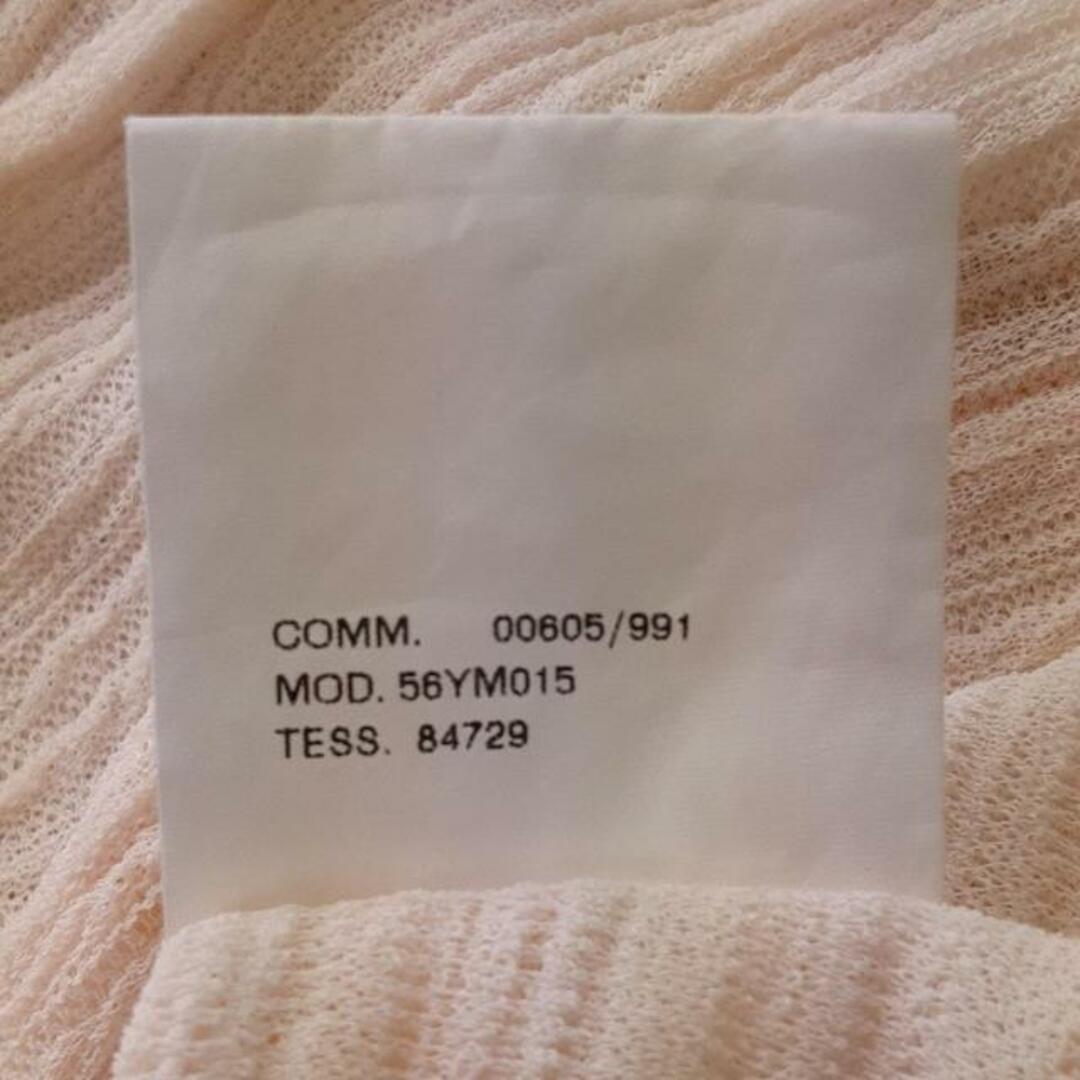 COMM. 00605/991
MOD. 56YM015
TESS. 84729